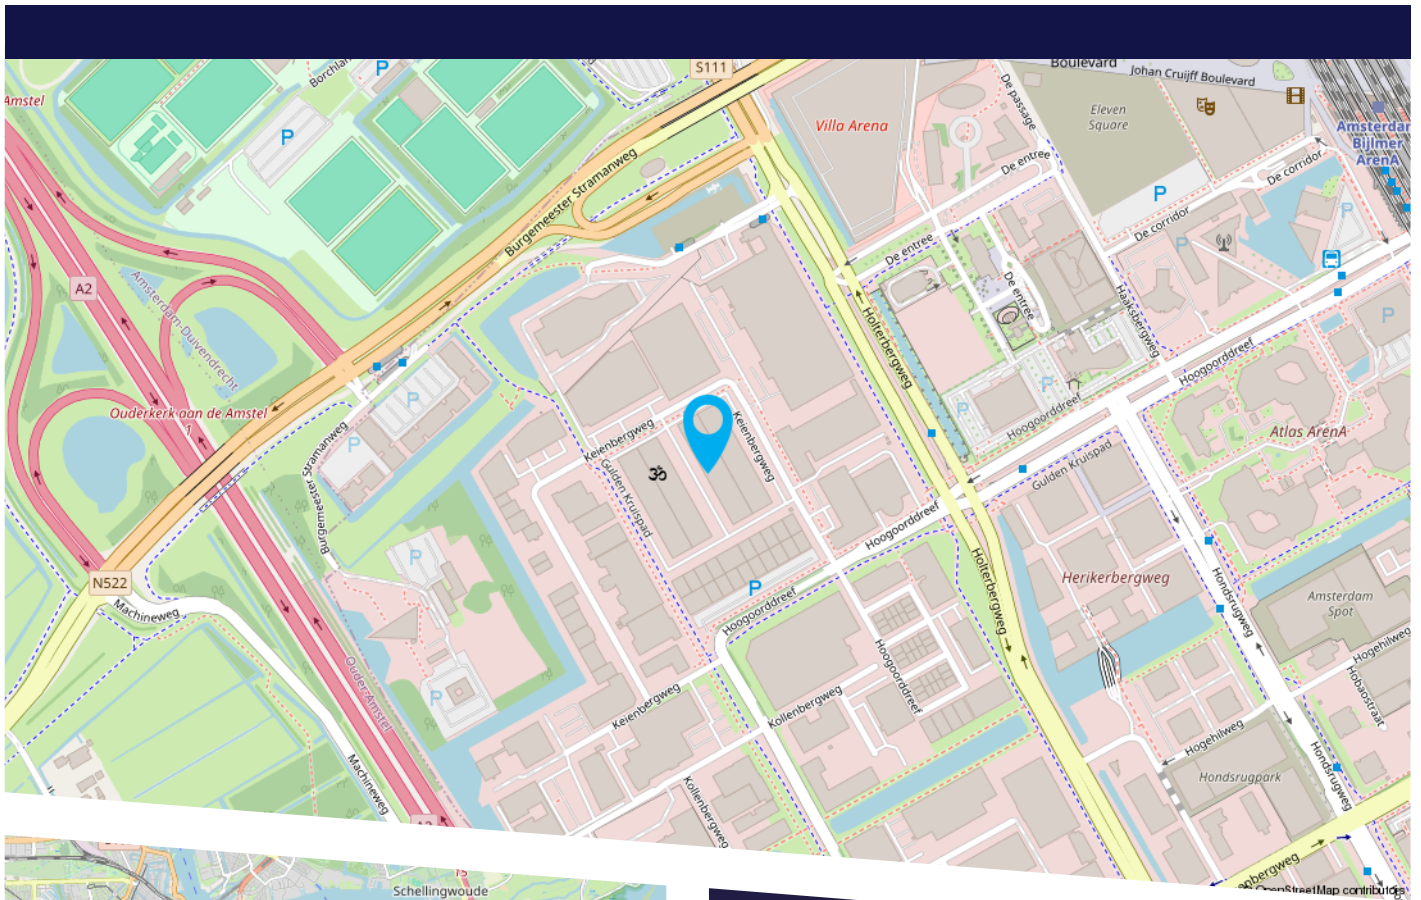 S111
Boulevard
Johan Cruijff Boulevard
P
Amstel
De passage
Eleven
Square
Villa Arena
P
Amsterdam
Bijlmer
ArenA
Burgemeester Stramanweg
De entree
De corridor
P
P
De corridor
P
De entree
A2
Amsterdam-Duivendrecht
De entree
Haaksbergweg
Holterbergweg
P
Hoogoorddreef
P
P
P
Hoogoorddreef
Ouderkerk aan de Amstel
1
Keienbergweg
Keienbergweg
Atlas ArenA
P
Burgemeester Stramanweg
Gulden Kruispad
ॐ
Gulden Kruispad
Hoogoorddreef
P
N522
Machineweg
P
Hoogoorddreef
Holterbergweg
Herikerbergweg
Hondsrugweg
Amsterdam
Spot
Hogehilweg
Hobaostraat
Ouder-Amstel
P
Hoogoorddreef
Keienbergweg
Kollenbergweg
Hogehilweg
Hondsrugpark
Hondsrugweg
Machineweg
Kollenbergweg
Schellingwoude
OpenStreetMap contributors